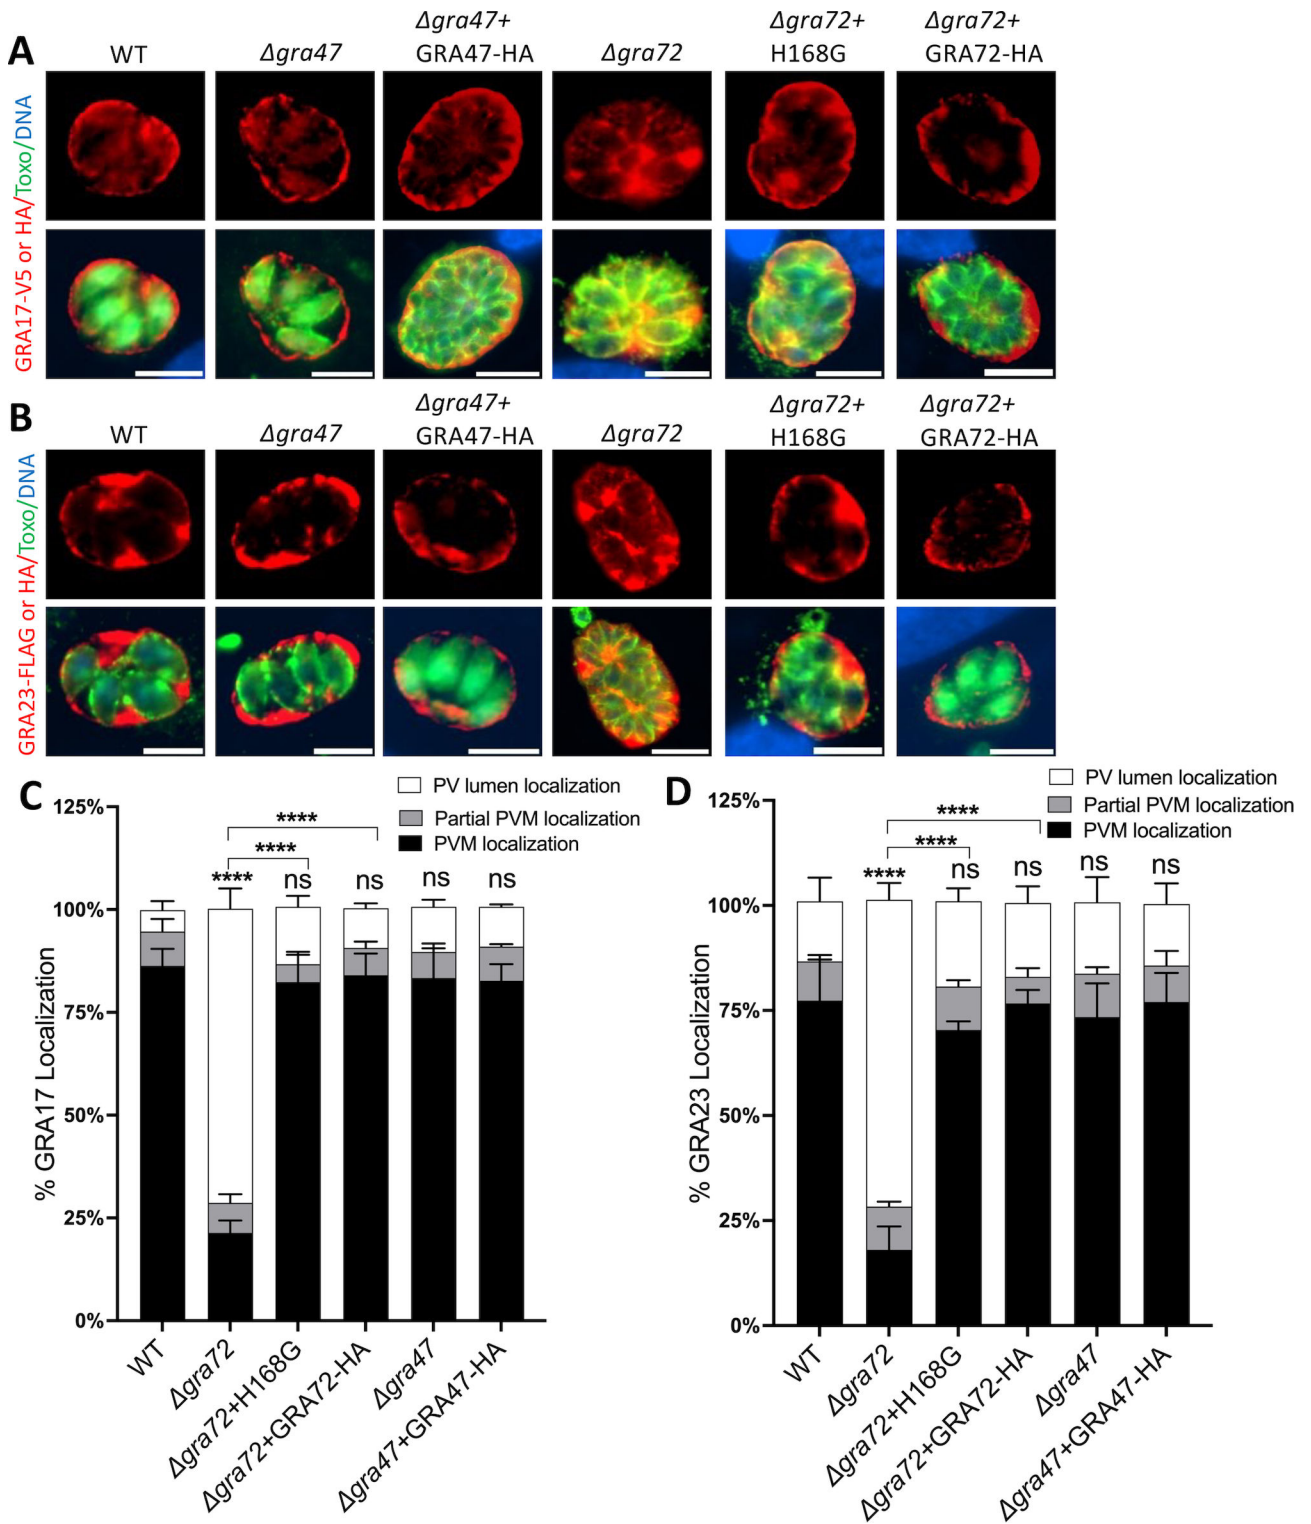 A
WT
Δgra47
Δgra47+
GRA47-HA
Δgra72
Δgra72+
H168G
Δgra72+
GRA72-HA
GRA17-V5 or HA/Toxo/DNA
B
WT
Δgra47
Δgra47+
GRA47-HA
Δgra72
Δgra72+
H168G
Δgra72+
GRA72-HA
GRA23-FLAG or HA/Toxo/DNA
C
PV lumen localization
Partial PVM localization
PVM localization
125%
100%
75%
50%
25%
0%
% GRA17 Localization
****
****
****
ns
ns
ns
ns
WT
Δgra72
Δgra72+H168G
Δgra72+GRA72-HA
Δgra47
Δgra47+GRA47-HA
D
PV lumen localization
Partial PVM localization
PVM localization
125%
100%
75%
50%
25%
0%
% GRA23 Localization
****
****
****
ns
ns
ns
ns
WT
Δgra72
Δgra72+H168G
Δgra72+GRA72-HA
Δgra47
Δgra47+GRA47-HA